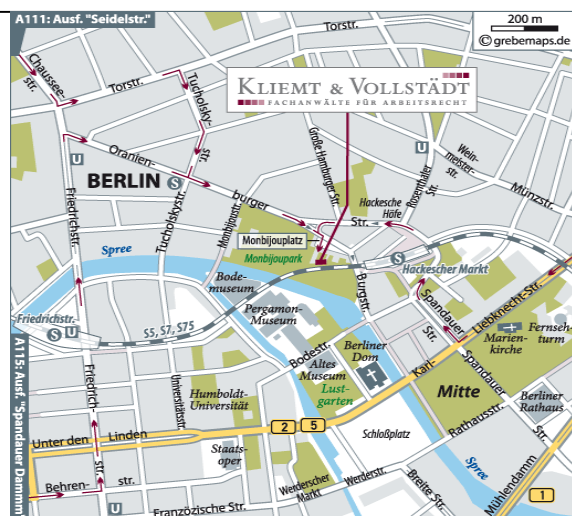 A111: Ausf. "Seidelstr."
Torstr.
200 m
© grebemaps.de
Chaussee-
str.
Torstr.
Tucholsky-
str
KLIEMT & VOLLSTÄDT
FACHANWÄLTE FÜR ARBEITSRECHT
U
Oranien-
burger
Str.
BERLIN
S
Große Hamburger Str.
U
Rosenthaler
Str.
Wein-
meister-
str.
Münzstr.
Hackesche
Höfe
Friedrichstr.
Tucholskystr.
Monbijoustr.
Monbijouplatz
Monbijoupark
Spree
S
Hackescher Markt
Bode-
museum
Burgstr.
Spandauer
Str.
Liebknecht-Str.
Karl-
Friedrichstr.
S U
S5, S7, S75
Pergamon-
Museum
Marien-
kirche
Fernseh-
turm
Bodestr.
Altes
Museum
Berliner
Dom
Lust-
garten
A115: Ausf. "Spandauer Dammm"
Friedrich-
str.
Universitätsstr.
Humboldt-
Universität
Mitte
Spandauer
Str.
Berliner
Rathaus
Rathausstr.
2
5
Unter den
Linden
Schloßplatz
Staats-
oper
Behren-
str.
Werderscher
Markt
Werderstr.
Breite Str.
Spree
Mühlendamm
1
U
Französische Str.